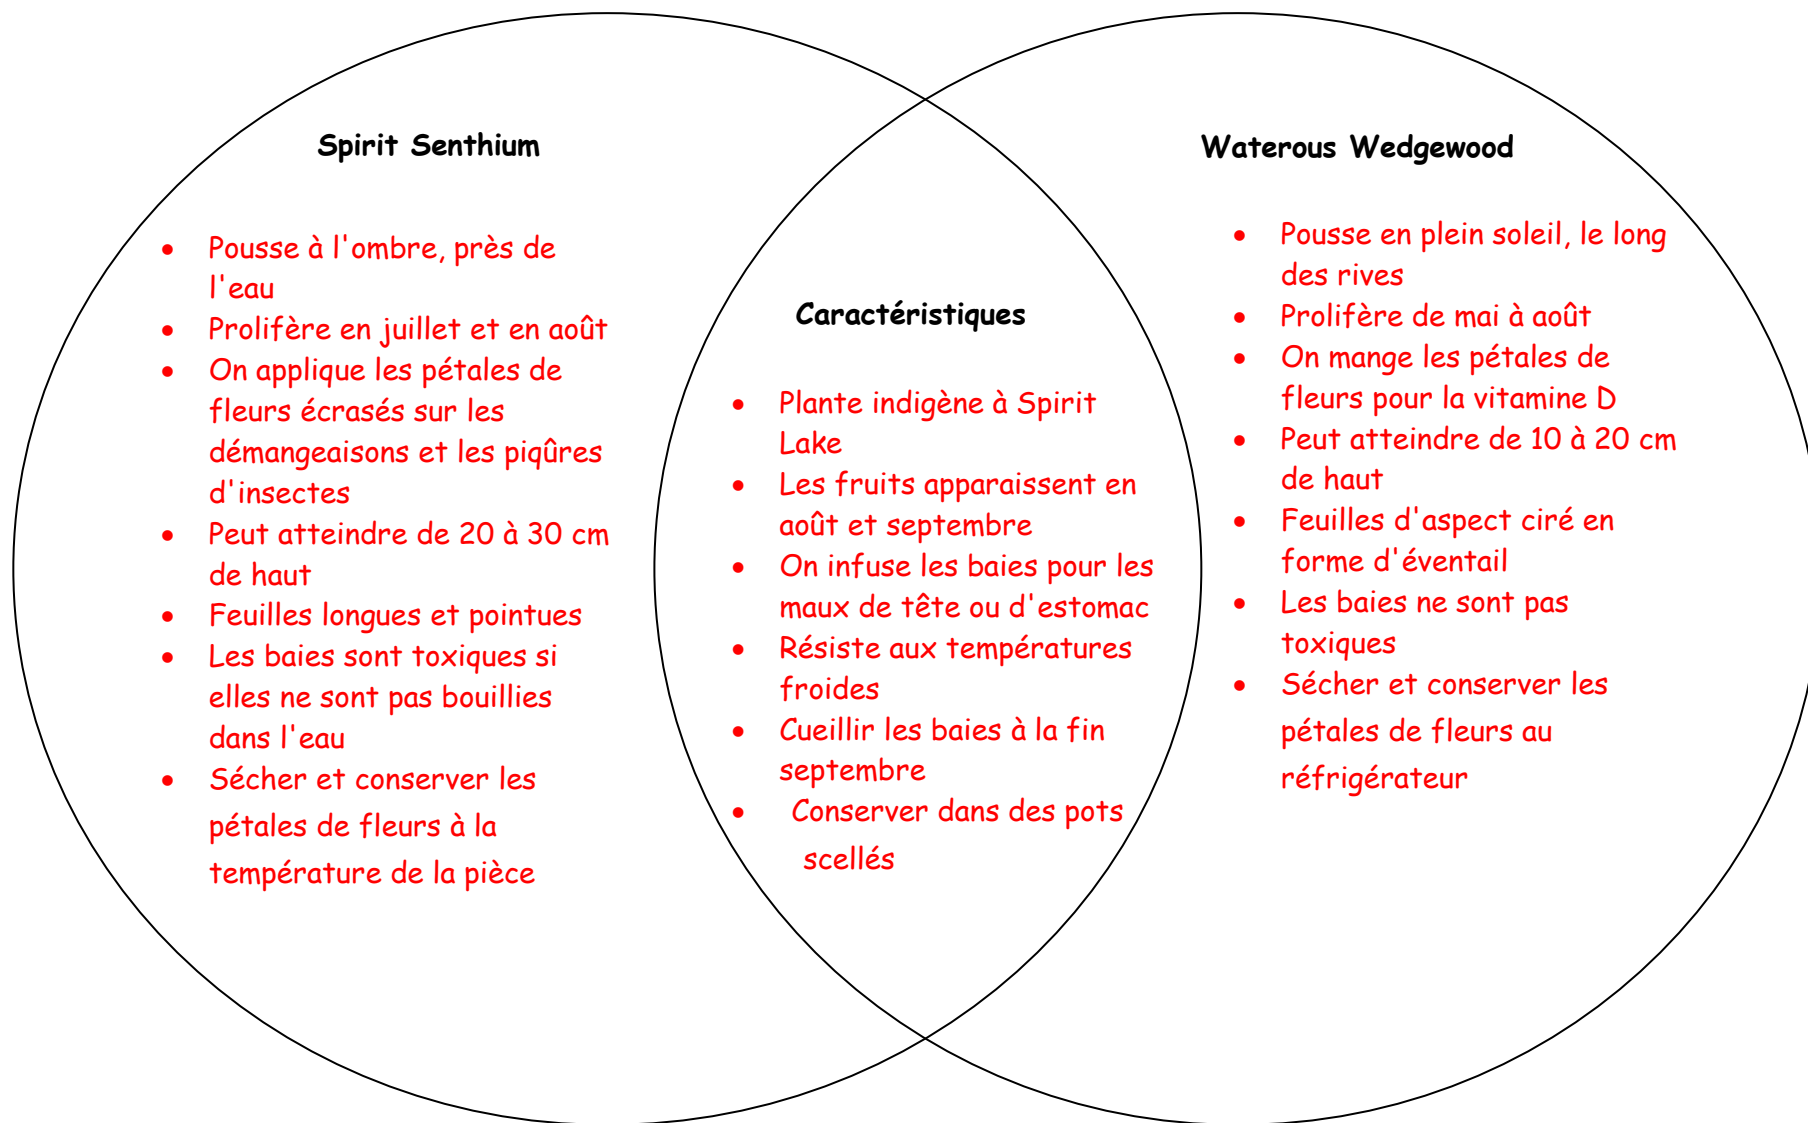 Spirit Senthium
• Pousse à l'ombre, près de
l'eau
• Prolifère en juillet et en août
• On applique les pétales de
fleurs écrasés sur les
démangeaisons et les piqûres
d'insectes
• Peut atteindre de 20 à 30 cm
de haut
• Feuilles longues et pointues
• Les baies sont toxiques si
elles ne sont pas bouillies
dans l'eau
• Sécher et conserver les
pétales de fleurs à la
température de la pièce
Caractéristiques
• Plante indigène à Spirit
Lake
• Les fruits apparaissent en
août et septembre
• On infuse les baies pour les
maux de tête ou d'estomac
• Résiste aux températures
froides
• Cueillir les baies à la fin
septembre
• Conserver dans des pots
scellés
Waterous Wedgewood
• Pousse en plein soleil, le long
des rives
• Prolifère de mai à août
• On mange les pétales de
fleurs pour la vitamine D
• Peut atteindre de 10 à 20 cm
de haut
• Feuilles d'aspect ciré en
forme d'éventail
• Les baies ne sont pas
toxiques
• Sécher et conserver les
pétales de fleurs au
réfrigérateur